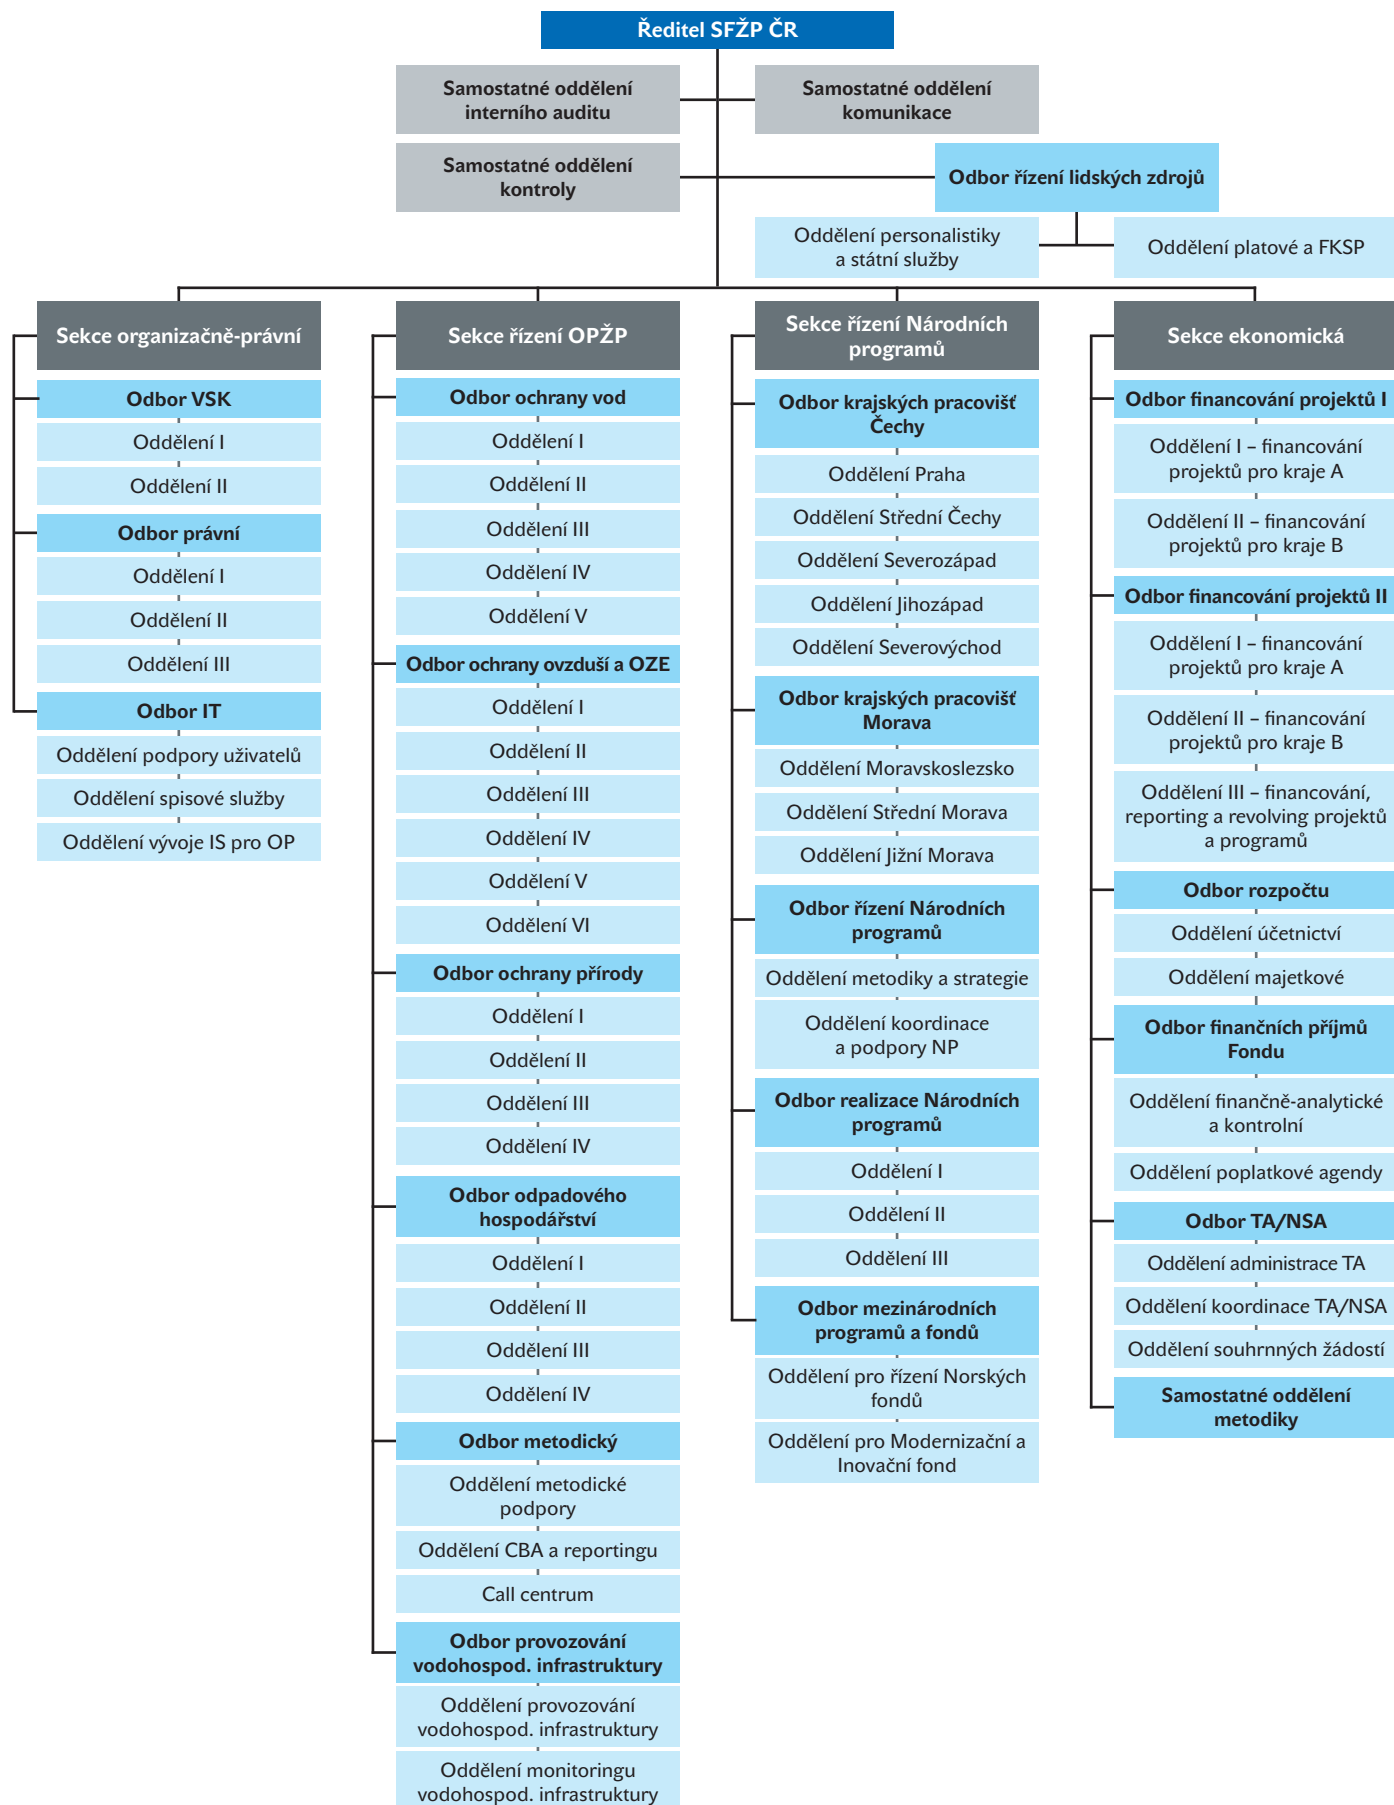 Ředitel SFŽP ČR
Samostatné oddělení
interního auditu
Samostatné oddělení
komunikace
Samostatné oddělení
kontroly
Odbor řízení lidských zdrojů
Oddělení personalistiky
a státní služby
Oddělení platové a FKSP
Sekce organizačně-právní
Odbor VSK
Oddělení I
Oddělení II
Odbor právní
Oddělení I
Oddělení II
Oddělení III
Odbor IT
Oddělení podpory uživatelů
Oddělení spisové služby
Oddělení vývoje IS pro OP
Sekce řízení OPŽP
Odbor ochrany vod
Oddělení I
Oddělení II
Oddělení III
Oddělení IV
Oddělení V
Odbor ochrany ovzduší a OZE
Oddělení I
Oddělení II
Oddělení III
Oddělení IV
Oddělení V
Oddělení VI
Odbor ochrany přírody
Oddělení I
Oddělení II
Oddělení III
Oddělení IV
Odbor odpadového
hospodářství
Oddělení I
Oddělení II
Oddělení III
Oddělení IV
Odbor metodický
Oddělení metodické
podpory
Oddělení CBA a reportingu
Call centrum
Odbor provozování
vodohospod. infrastruktury
Oddělení provozování
vodohospod. infrastruktury
Oddělení monitoringu
vodohospod. infrastruktury
Sekce řízení Národních
programů
Odbor krajských pracovišť
Čechy
Oddělení Praha
Oddělení Střední Čechy
Oddělení Severozápad
Oddělení Jihozápad
Oddělení Severovýchod
Odbor krajských pracovišť
Morava
Oddělení Moravskoslezsko
Oddělení Střední Morava
Oddělení Jižní Morava
Odbor řízení Národních
programů
Oddělení metodiky a strategie
Oddělení koordinace
a podpory NP
Odbor realizace Národních
programů
Oddělení I
Oddělení II
Oddělení III
Odbor mezinárodních
programů a fondů
Oddělení pro řízení Norských
fondů
Oddělení pro Modernizační a
Inovační fond
Sekce ekonomická
Odbor financování projektů I
Oddělení I – financování
projektů pro kraje A
Oddělení II – financování
projektů pro kraje B
Odbor financování projektů II
Oddělení I – financování
projektů pro kraje A
Oddělení II – financování
projektů pro kraje B
Oddělení III – financování,
reporting a revolving projektů
a programů
Odbor rozpočtu
Oddělení účetnictví
Oddělení majetkové
Odbor finančních příjmů
Fondu
Oddělení finančně-analytické
a kontrolní
Oddělení poplatkové agendy
Odbor TA/NSA
Oddělení administrace TA
Oddělení koordinace TA/NSA
Oddělení souhrnných žádostí
Samostatné oddělení
metodiky